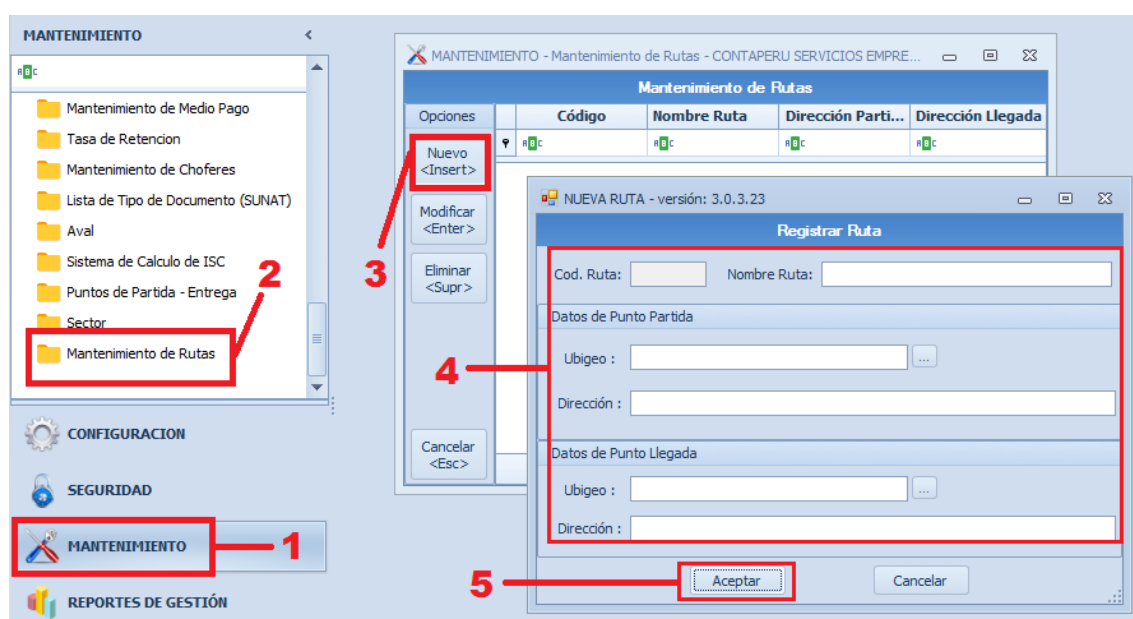 MANTENIMIENTO <
ABC
Mantenimiento de Medio Pago
Tasa de Retencion
Mantenimiento de Choferes
Lista de Tipo de Documento (SUNAT)
Aval
Sistema de Calculo de ISC
Puntos de Partida - Entrega
Sector
Mantenimiento de Rutas
2
CONFIGURACION
SEGURIDAD
MANTENIMIENTO
1
REPORTES DE GESTIÓN
MANTENIMIENTO - Mantenimiento de Rutas - CONTAPERU SERVICIOS EMPRE...
Mantenimiento de Rutas
Opciones Código Nombre Ruta Dirección Parti... Dirección Llegada
ABC ABC ABC ABC
Nuevo
<Insert>
3
Modificar
<Enter>
Eliminar
<Supr>
Cancelar
<Esc>
NUEVA RUTA - versión: 3.0.3.23
Registrar Ruta
Cod. Ruta: Nombre Ruta:
Datos de Punto Partida
Ubigeo : ...
4
Dirección :
Datos de Punto Llegada
Ubigeo : ...
Dirección :
5
Aceptar Cancelar